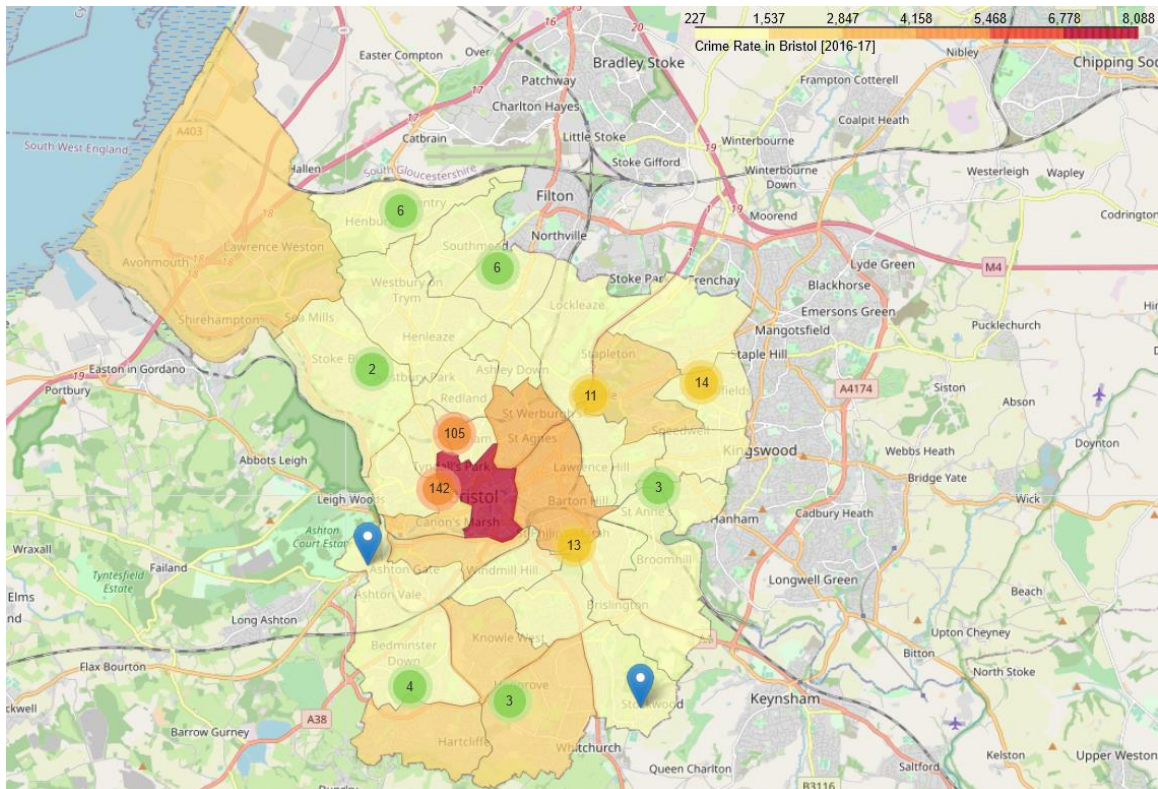 227 1,537 2,847 4,158 5,468 6,778 8,088
Crime Rate in Bristol [2016-17]
Nibley
Chipping Soc
Over
Easter Compton
Bradley Stoke
Patchway
Frampton Cotterell
Charlton Hayes
Coalpit Heath
Catbrain
Little Stoke
Winterbourne
A403
South West England
Hallen
South Gloucestershire
Stoke Gifford
Winterbourne
Down
Westerleigh
Wapley
Filton
6
Moorend
Codrington
Lawrence Weston
Southmead
Northville
Avonmouth
6
Stoke Par
Frenchay
Lyde Green
M4
Westbury on
Trym
Blackhorse
Lockleaze
Emersons Green
Shirehampton
Sea Mills
Henleaze
Mangotsfield
Pucklechurch
Stapleton
Staple Hill
Easton in Gordano
2
Ashley Down
Portbury
14
Redland
11
Siston
A4174
Abson
St Werburgh's
Doynton
105
St Agnes
Speedwell
Kingswood
Webbs Heath
Abbots Leigh
Lawrence Hill
Bridge Yate
142
3
Wick
Leigh Woods
Barton Hill
St Anne's
Cadbury Heath
Canon's Marsh
Hanham
Ashton
Court Estate
13
Wraxall
Failand
Broomhill
Ashton Gate
Windmill Hill
Longwell Green
Tyntesfield
Estate
Ashton Vale
Beach
Elms
Brislington
Long Ashton
Upton Cheyney
Knowle West
Bedminster
Down
Bitton
Flax Bourton
North Stoke
4
3
Stockwood
Keynsham
A38
Barrow Gurney
Hartcliffe
Whitchurch
Kelston
Upper Weston
Queen Charlton
Saltford
B3116